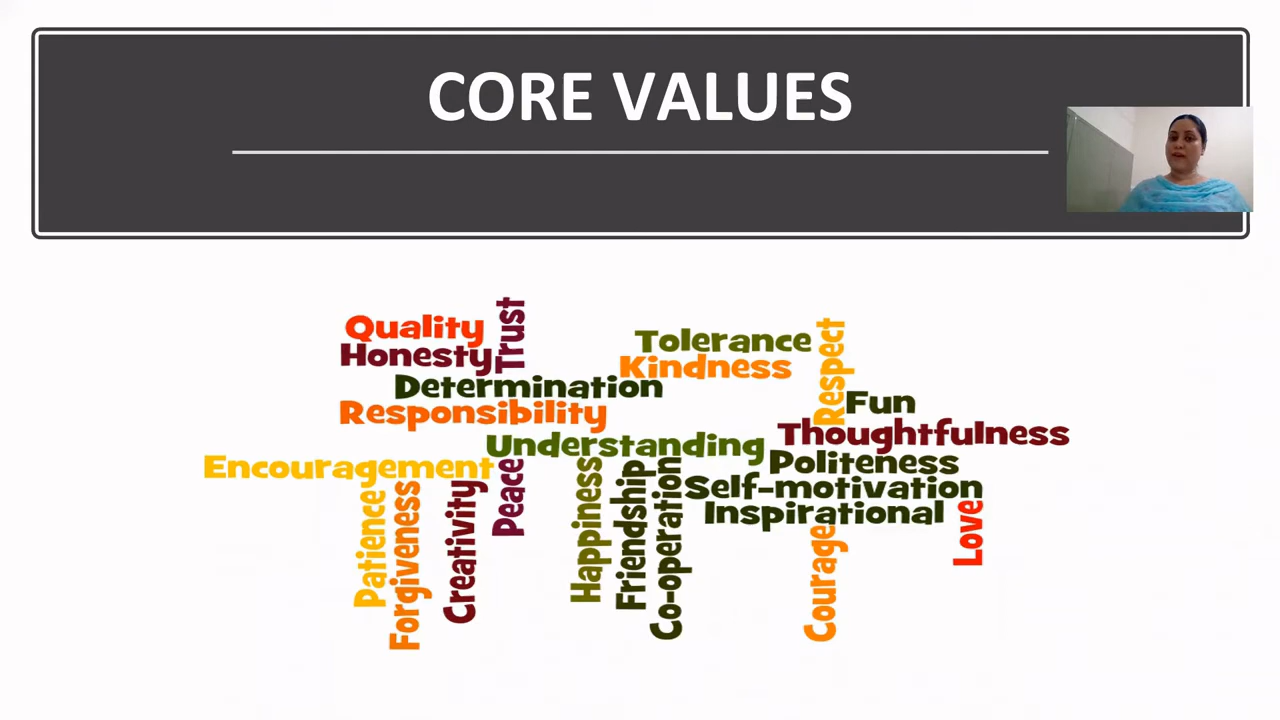 CORE VALUES
Quality
Trust
Honesty
Tolerance
Kindness
Respect
Determination
Fun
Responsibility
Thoughtfulness
Understanding
Encouragement
Politeness
Self-motivation
Inspirational
Patience
Forgiveness
Creativity
Peace
Happiness
Friendship
Co-operation
Courage
Love